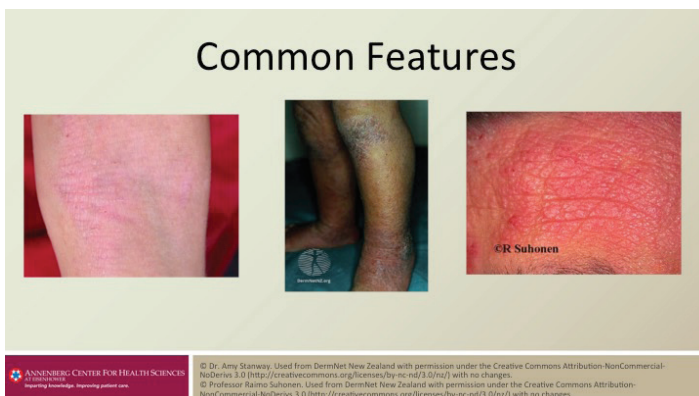 Common Features
©R Suhonen
dermnetnz.org
ANNENBERG CENTER FOR HEALTH SCIENCES
AT EISENHOWER
Imparting knowledge. Improving patient care.
© Dr. Amy Stanway. Used from DermNet New Zealand with permission under the Creative Commons Attribution-NonCommercial-
NoDerivs 3.0 (http://creativecommons.org/licenses/by-nc-nd/3.0/nz/) with no changes.
© Professor Raimo Suhonen. Used from DermNet New Zealand with permission under the Creative Commons Attribution-
NonCommercial-NoDerivs 3.0 (http://creativecommons.org/licenses/by-nc-nd/3.0/nz/) with no changes